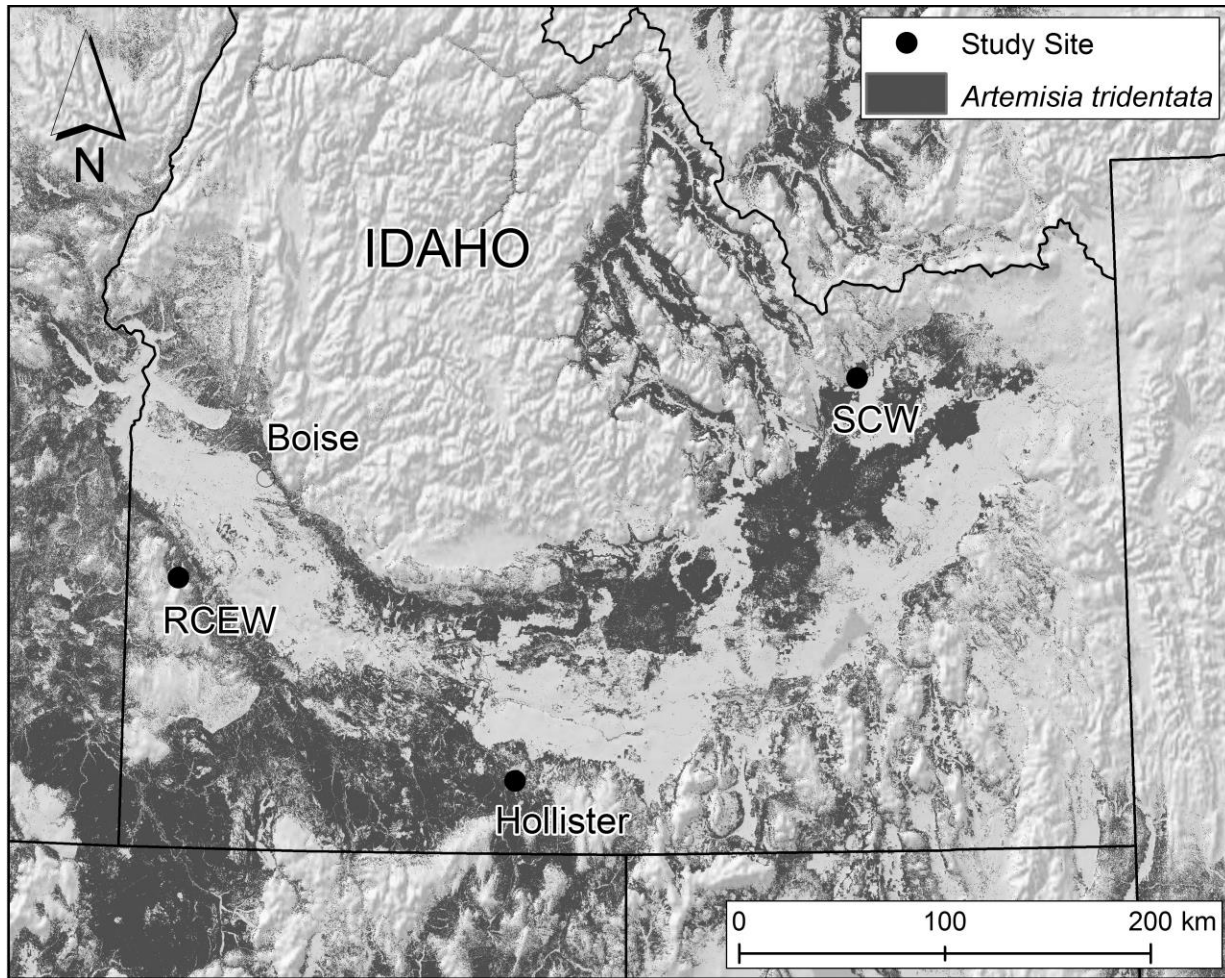 Study Site
Artemisia tridentata
N
IDAHO
Boise
SCW
RCEW
Hollister
0 100 200 km